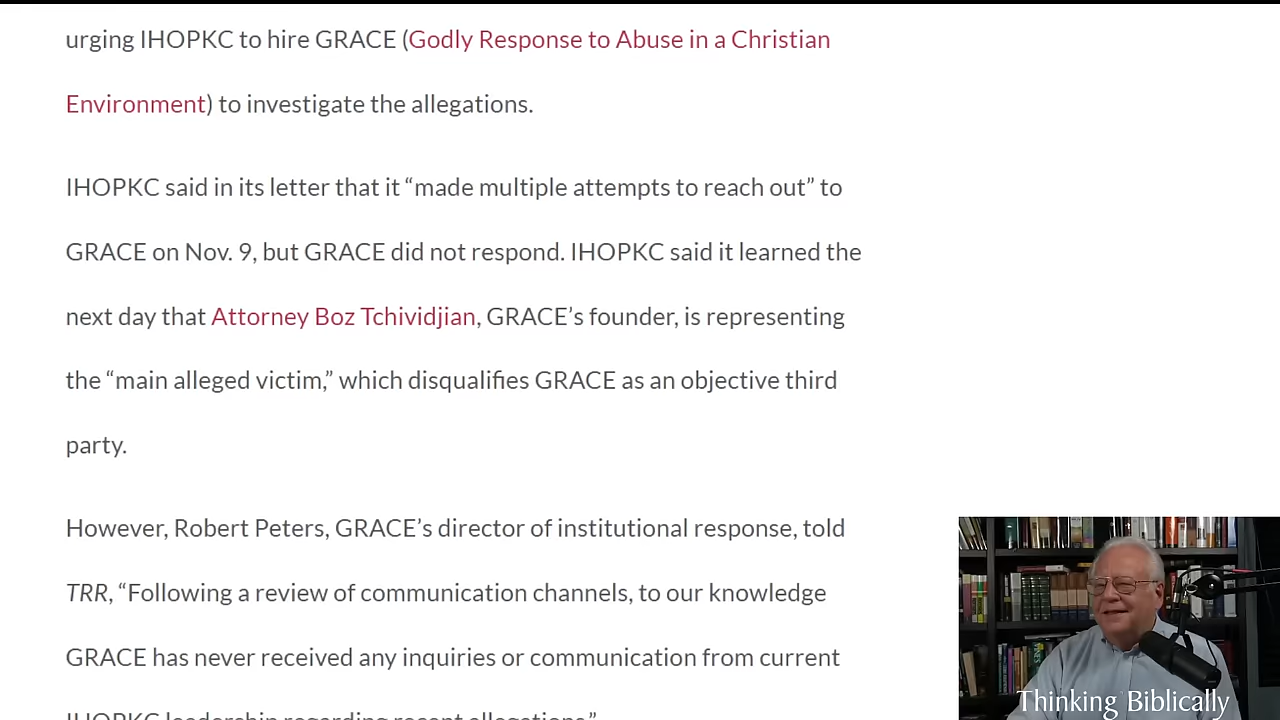 urging IHOPKC to hire GRACE (Godly Response to Abuse in a Christian
Environment) to investigate the allegations.
IHOPKC said in its letter that it “made multiple attempts to reach out” to
GRACE on Nov. 9, but GRACE did not respond. IHOPKC said it learned the
next day that Attorney Boz Tchividjian, GRACE’s founder, is representing
the “main alleged victim,” which disqualifies GRACE as an objective third
party.
However, Robert Peters, GRACE’s director of institutional response, told
TRR, “Following a review of communication channels, to our knowledge
GRACE has never received any inquiries or communication from current
IHOPKC leadership regarding recent allegations.”
Thinking Biblically